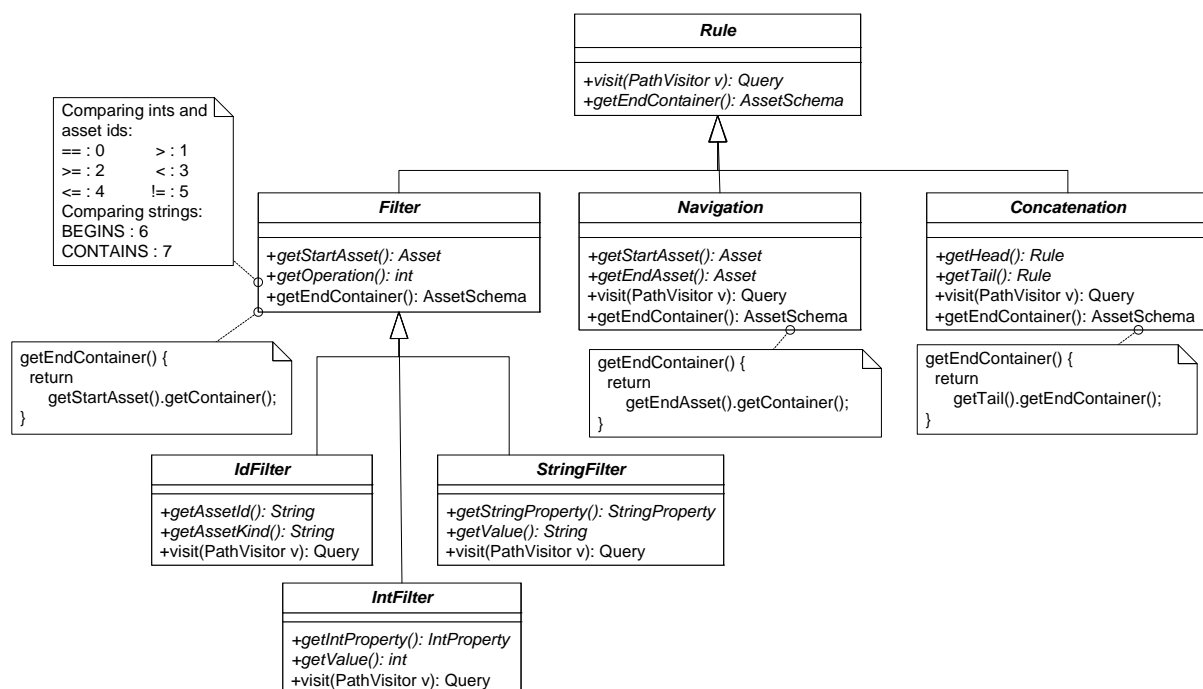 Rule
+visit(PathVisitor v): Query
+getEndContainer(): AssetSchema
Comparing ints and
asset ids:
== : 0 > : 1
>= : 2 < : 3
<= : 4 != : 5
Comparing strings:
BEGINS : 6
CONTAINS : 7
Filter
+getStartAsset(): Asset
+getOperation(): int
+getEndContainer(): AssetSchema
Navigation
+getStartAsset(): Asset
+getEndAsset(): Asset
+visit(PathVisitor v): Query
+getEndContainer(): AssetSchema
Concatenation
+getHead(): Rule
+getTail(): Rule
+visit(PathVisitor v): Query
+getEndContainer(): AssetSchema
getEndContainer() {
return
getStartAsset().getContainer();
}
getEndContainer() {
return
getEndAsset().getContainer();
}
getEndContainer() {
return
getTail().getEndContainer();
}
IdFilter
+getAssetId(): String
+getAssetKind(): String
+visit(PathVisitor v): Query
StringFilter
+getStringProperty(): StringProperty
+getValue(): String
+visit(PathVisitor v): Query
IntFilter
+getIntProperty(): IntProperty
+getValue(): int
+visit(PathVisitor v): Query